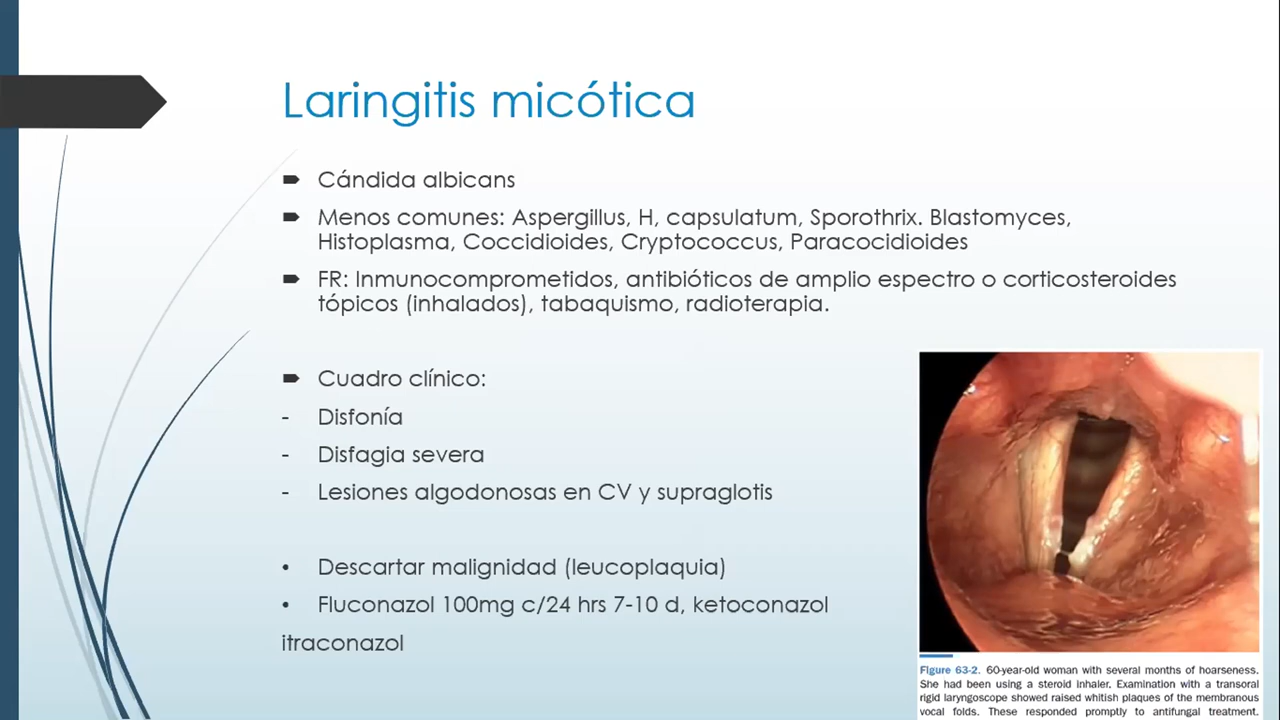 Laringitis micótica
Cándida albicans
Menos comunes: Aspergillus, H, capsulatum, Sporothrix. Blastomyces,
Histoplasma, Coccidioides, Cryptococcus, Paracocidioides
FR: Inmunocomprometidos, antibióticos de amplio espectro o corticosteroides
tópicos (inhalados), tabaquismo, radioterapia.
Cuadro clínico:
- Disfonía
- Disfagia severa
- Lesiones algodonosas en CV y supraglotis
• Descartar malignidad (leucoplaquia)
• Fluconazol 100mg c/24 hrs 7-10 d, ketoconazol
itraconazol
Figure 63-2. 60-year-old woman with several months of hoarseness.
She had been using a steroid inhaler. Examination with a transoral
rigid laryngoscope showed raised whitish plaques of the membranous
vocal folds. These responded promptly to antifungal treatment.